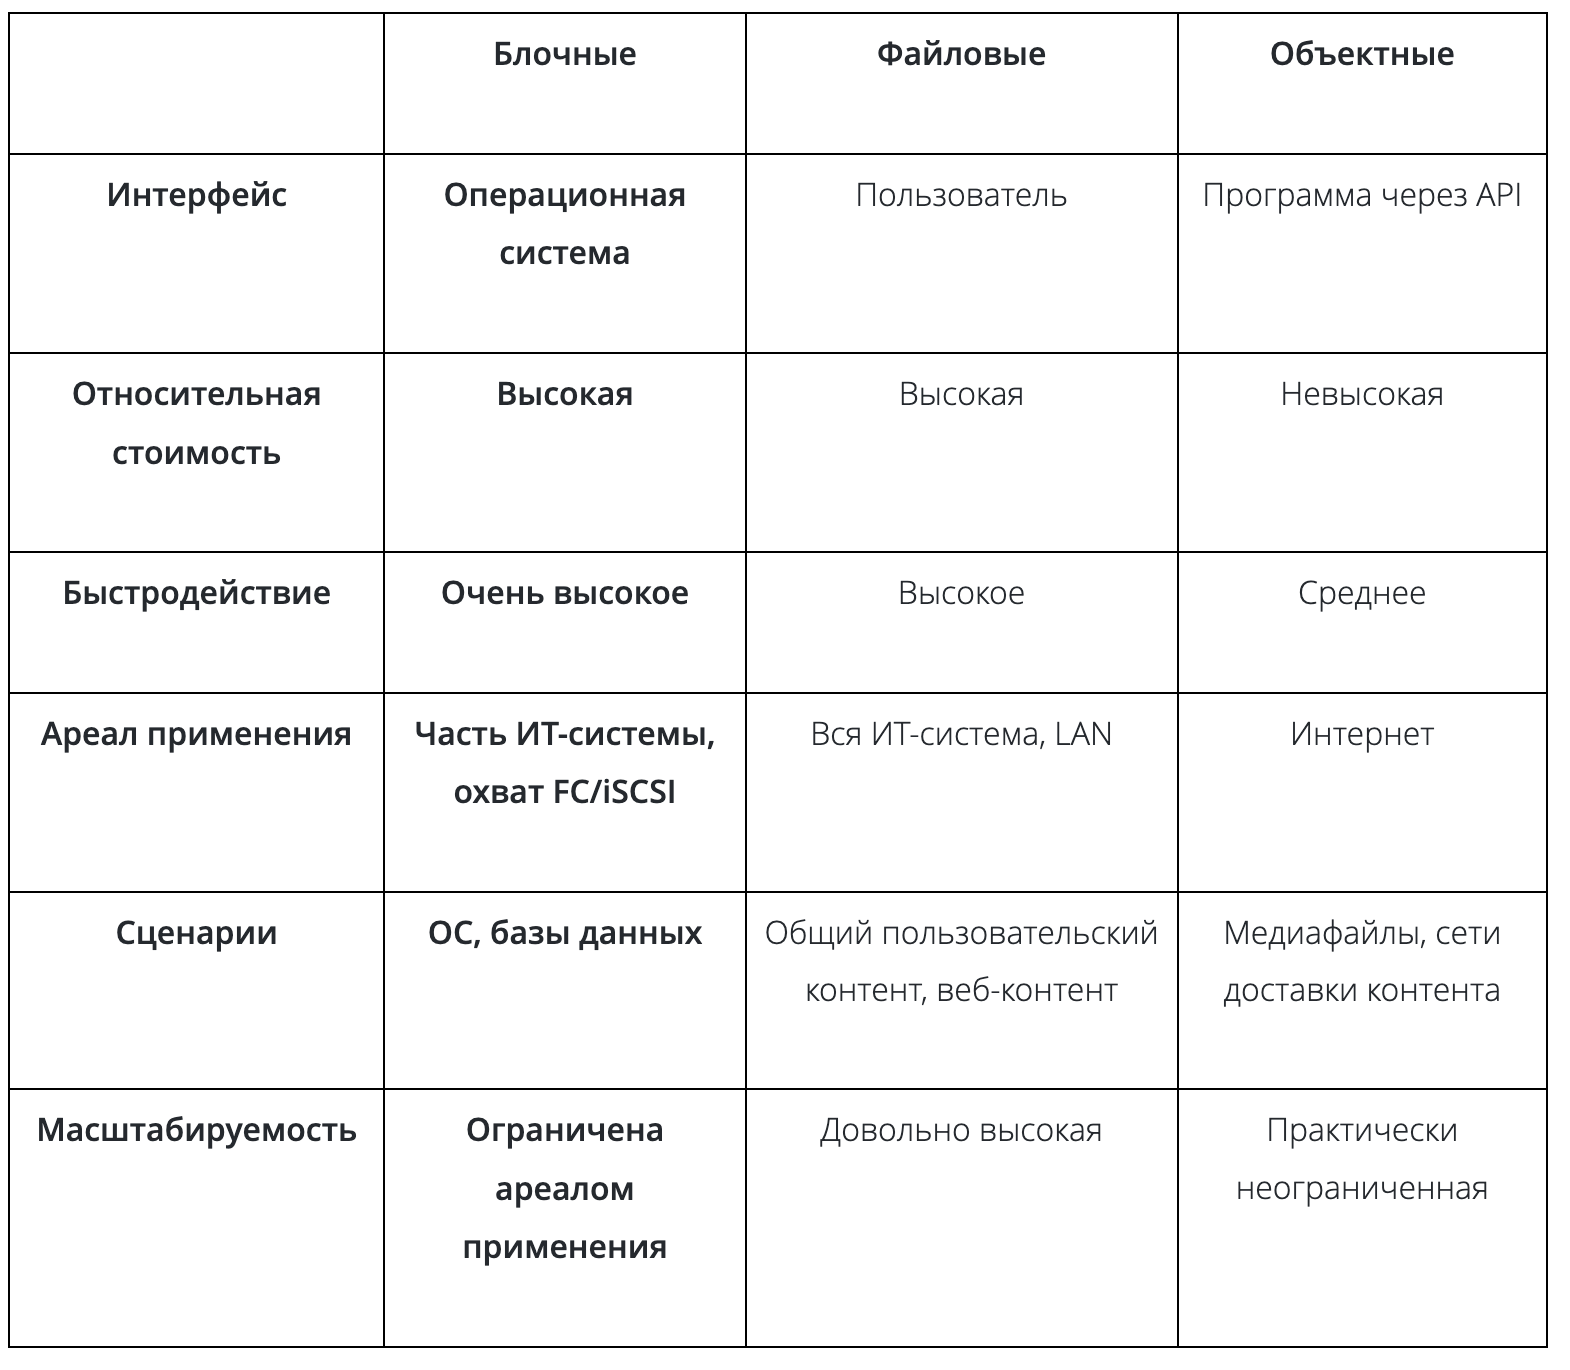 Блочные
Файловые
Объектные
Интерфейс
Операционная
система
Пользователь
Программа через API
Относительная
стоимость
Высокая
Высокая
Невысокая
Быстродействие
Очень высокое
Высокое
Среднее
Ареал применения
Часть ИТ-системы,
охват FC/iSCSI
Вся ИТ-система, LAN
Интернет
Сценарии
ОС, базы данных
Общий пользовательский
контент, веб-контент
Медиафайлы, сети
доставки контента
Масштабируемость
Ограничена
ареалом
применения
Довольно высокая
Практически
неограниченная